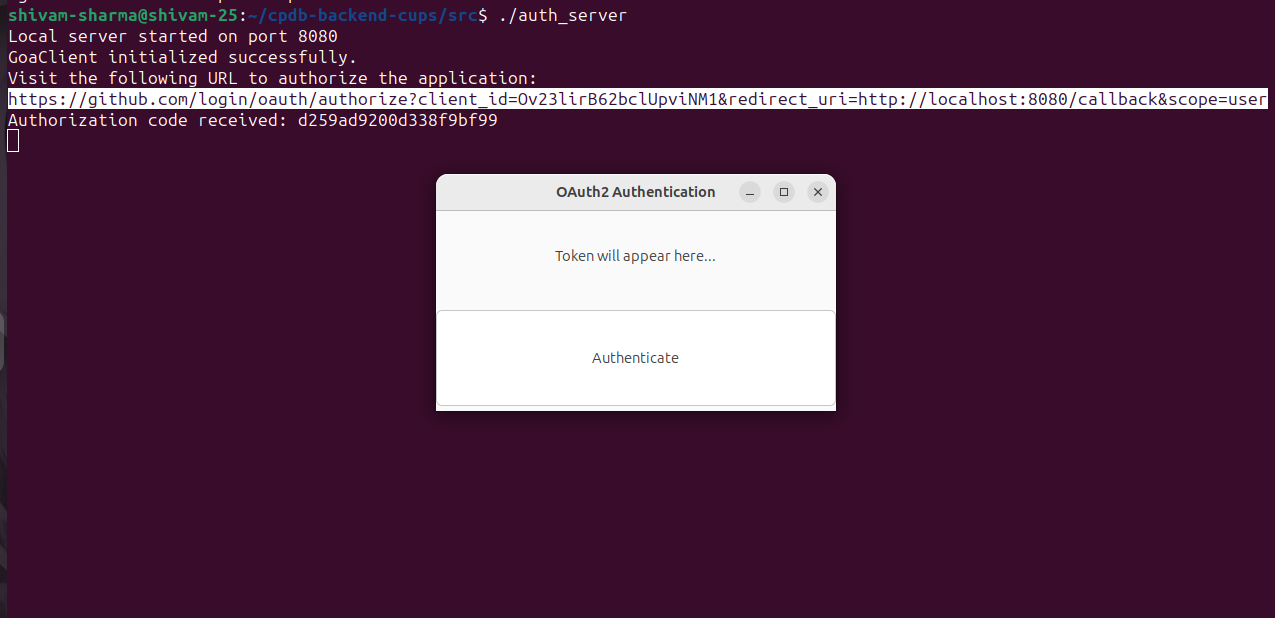 shivam-sharma@shivam-25:~/cpdb-backend-cups/src$ ./auth_server
Local server started on port 8080
GoaClient initialized successfully.
Visit the following URL to authorize the application:
https://github.com/login/oauth/authorize?client_id=Ov23lirB62bclUpviNM1&redirect_uri=http://localhost:8080/callback&scope=user
Authorization code received: d259ad9200d338f9bf99
OAuth2 Authentication
Token will appear here...
Authenticate